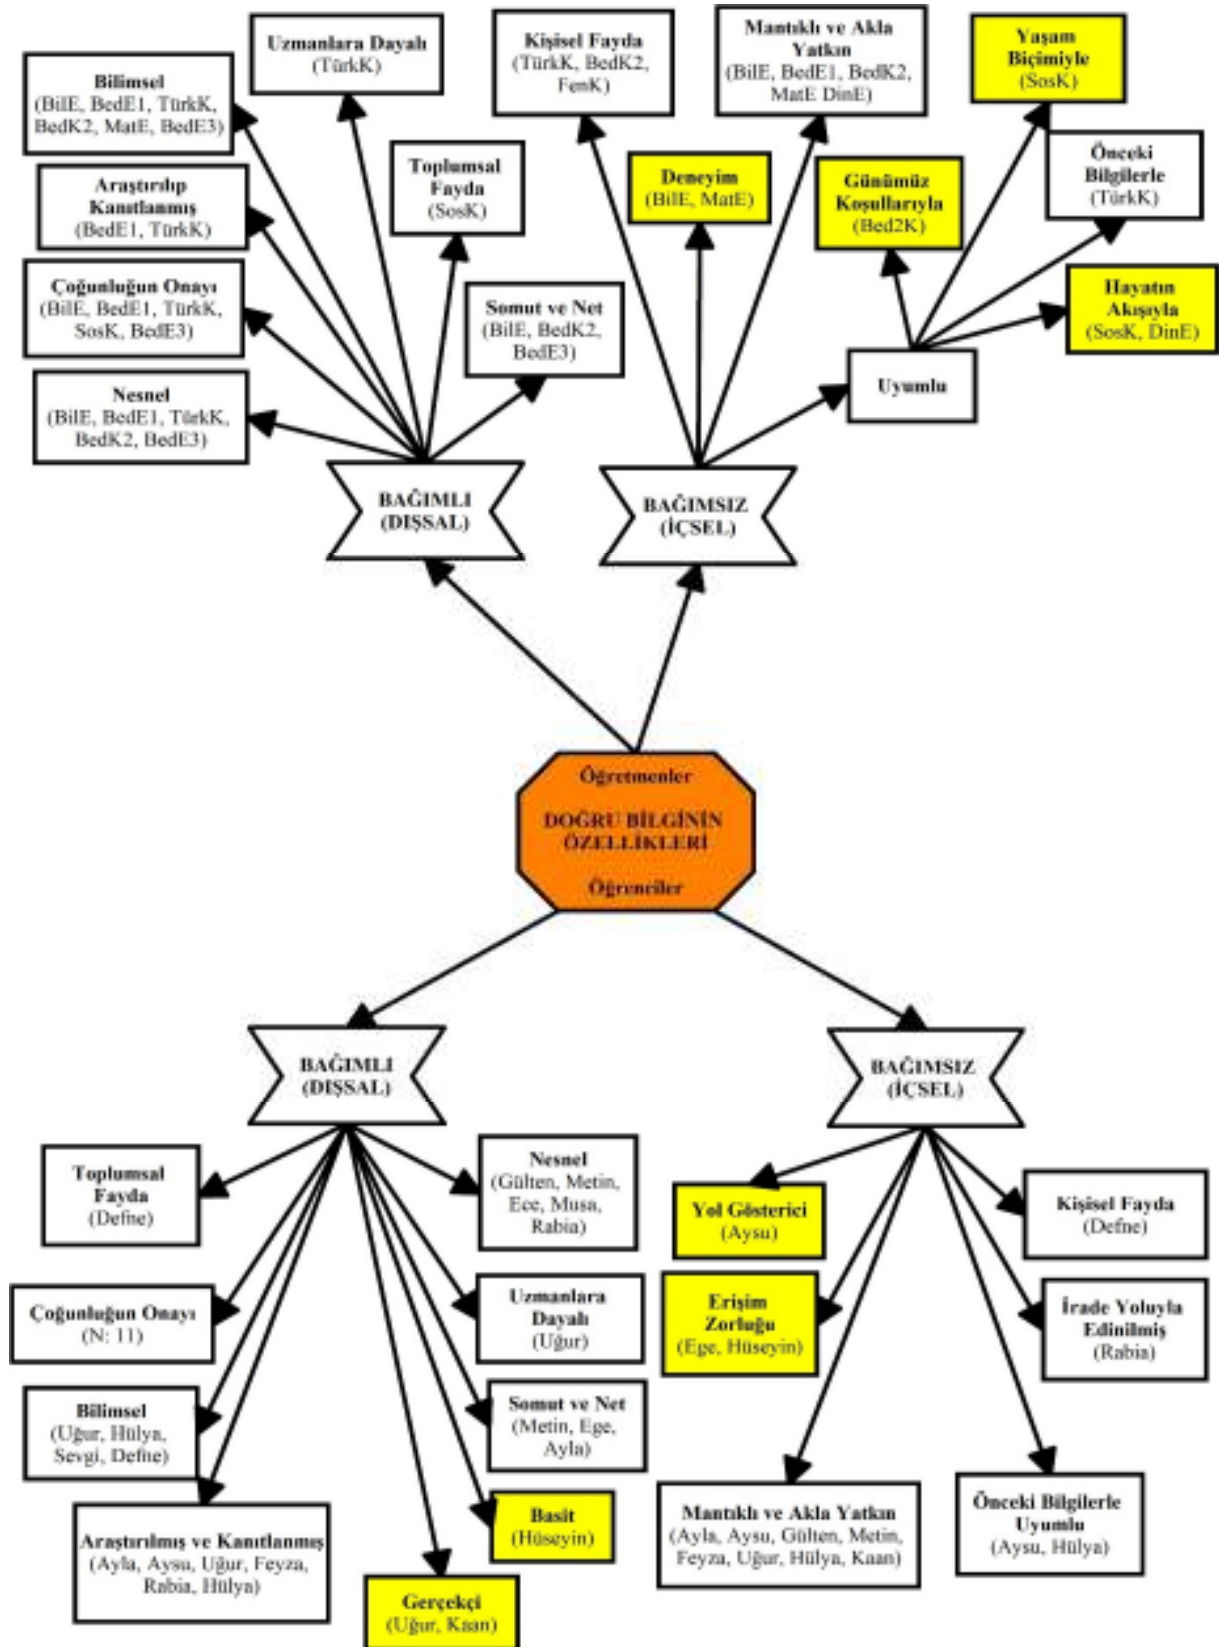 Uzmanlara Dayalı
(TürkK)
Kişisel Fayda
(TürkK, BedK2,
FenK)
Mantıklı ve Akla
Yatkın
(BilE, BedE1, BedK2,
MatE DinE)
Yaşam
Biçimiyle
(SosK)
Bilimsel
(BilE, BedE1, TürkK,
BedK2, MatE, BedE3)
Toplumsal
Fayda
(SosK)
Deneyim
(BilE, MatE)
Günümüz
Koşullarıyla
(Bed2K)
Önceki
Bilgilerle
(TürkK)
Araştırılıp
Kanıtlanmış
(BedE1, TürkK)
Çoğunluğun Onayı
(BilE, BedE1, TürkK,
SosK, BedE3)
Somut ve Net
(BilE, BedK2,
BedE3)
Hayatın
Akışıyla
(SosK, DinE)
Uyumlu
Nesnel
(BilE, BedE1, TürkK,
BedK2, BedE3)
BAĞIMLI
(DIŞSAL)
BAĞIMSIZ
(İÇSEL)
Öğretmenler
DOĞRU BİLGİNİN
ÖZELLİKLERİ
Öğrenciler
BAĞIMLI
(DIŞSAL)
BAĞIMSIZ
(İÇSEL)
Toplumsal
Fayda
(Defne)
Nesnel
(Gülten, Metin,
Ece, Musa,
Rabia)
Yol Gösterici
(Aysu)
Kişisel Fayda
(Defne)
Çoğunluğun Onayı
(N: 11)
Uzmanlara
Dayalı
(Uğur)
Erişim
Zorluğu
(Ege, Hüseyin)
İrade Yoluyla
Edinilmiş
(Rabia)
Bilimsel
(Uğur, Hülya,
Sevgi, Defne)
Somut ve Net
(Metin, Ege,
Ayla)
Araştırılmış ve Kanıtlanmış
(Ayla, Aysu, Uğur, Feyza,
Rabia, Hülya)
Basit
(Hüseyin)
Gerçekçi
(Uğur, Kaan)
Mantıklı ve Akla Yatkın
(Ayla, Aysu, Gülten, Metin,
Feyza, Uğur, Hülya, Kaan)
Önceki Bilgilerle
Uyumlu
(Aysu, Hülya)